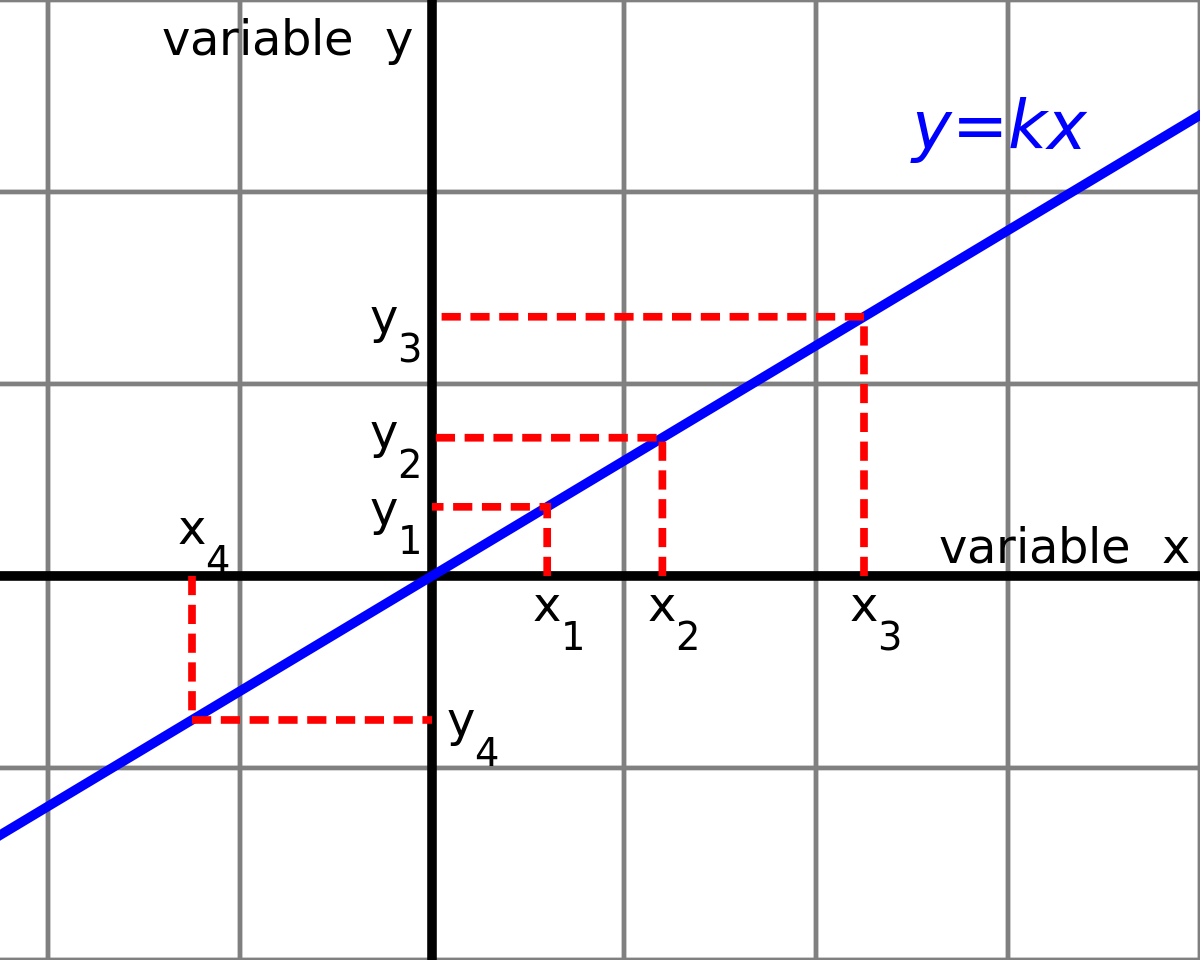 variable y
y=kx
y₃
y₂
y₁
x₄
variable x
x₁ x₂ x₃
y₄